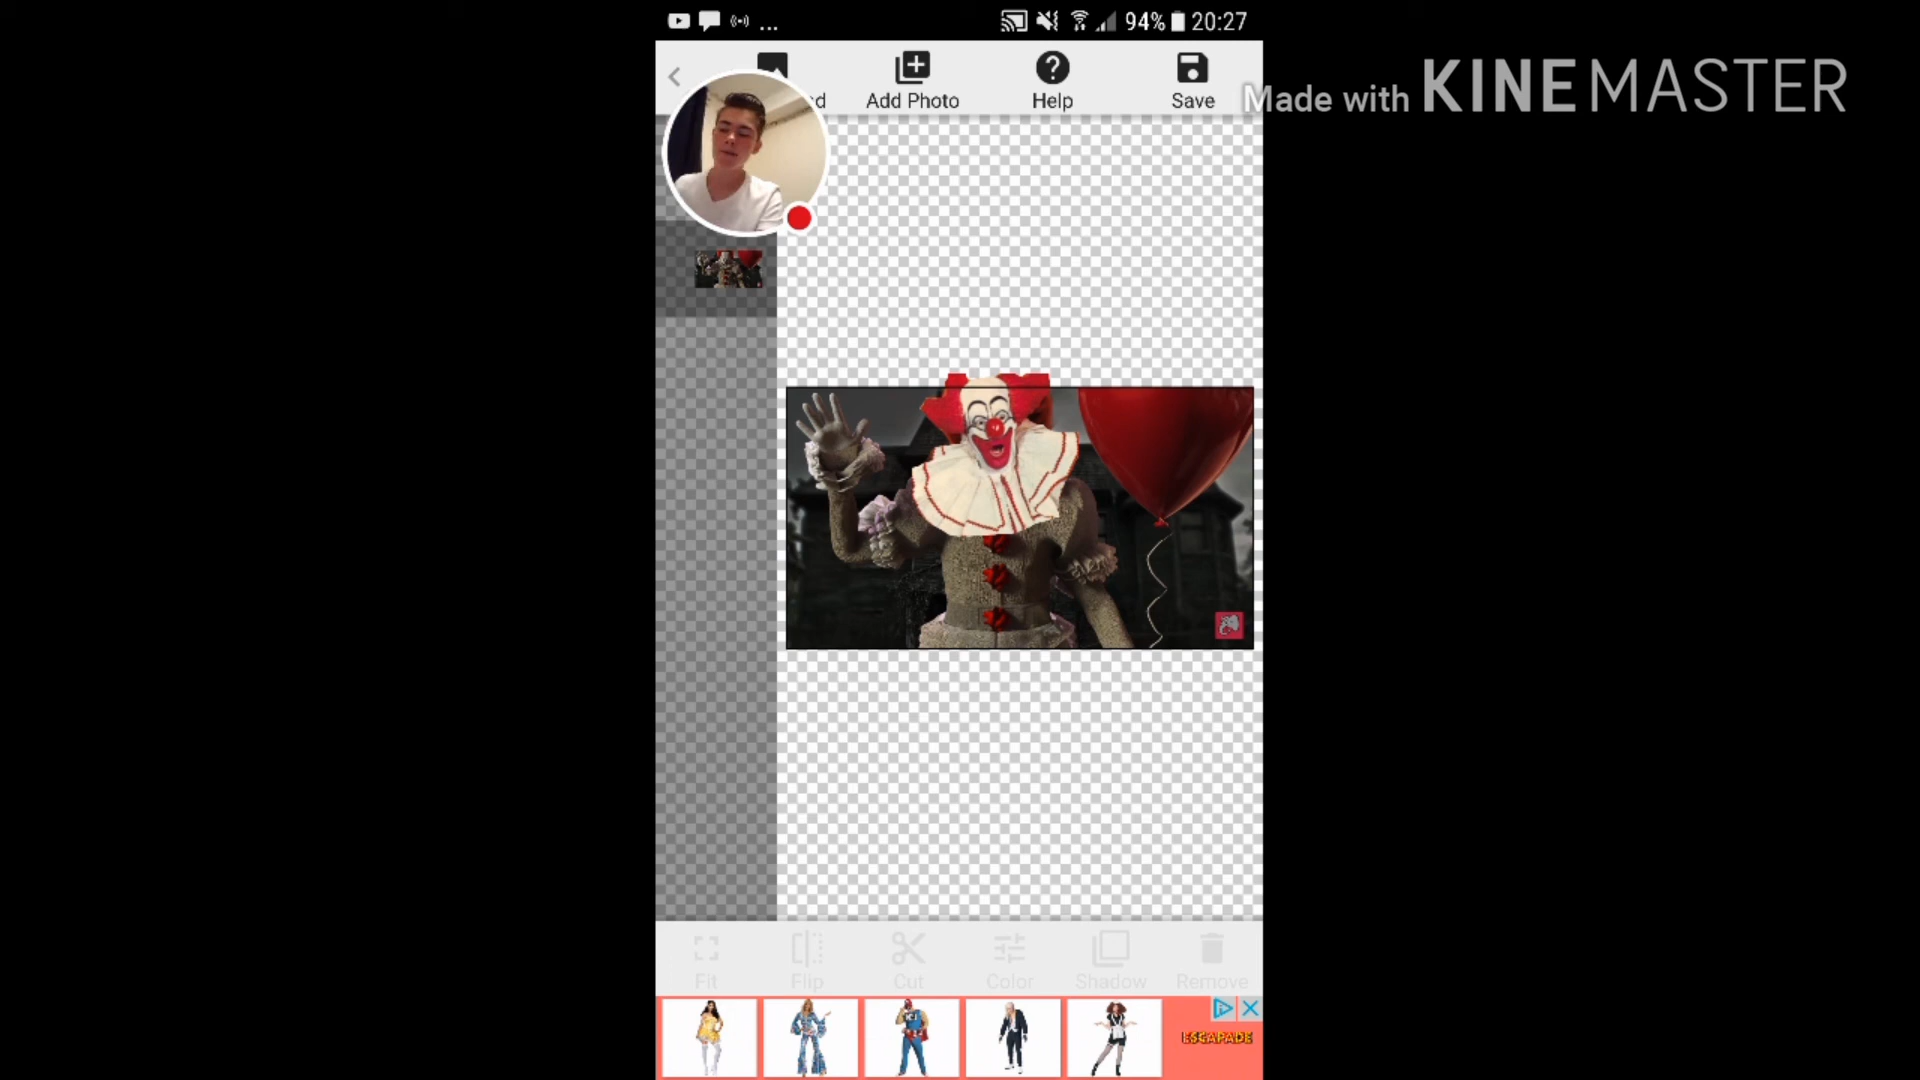 ... 94% 20:27
d Add Photo Help Save
Made with KINEMASTER
Fit Flip Cut Color Shadow Remove
ESCAPADE